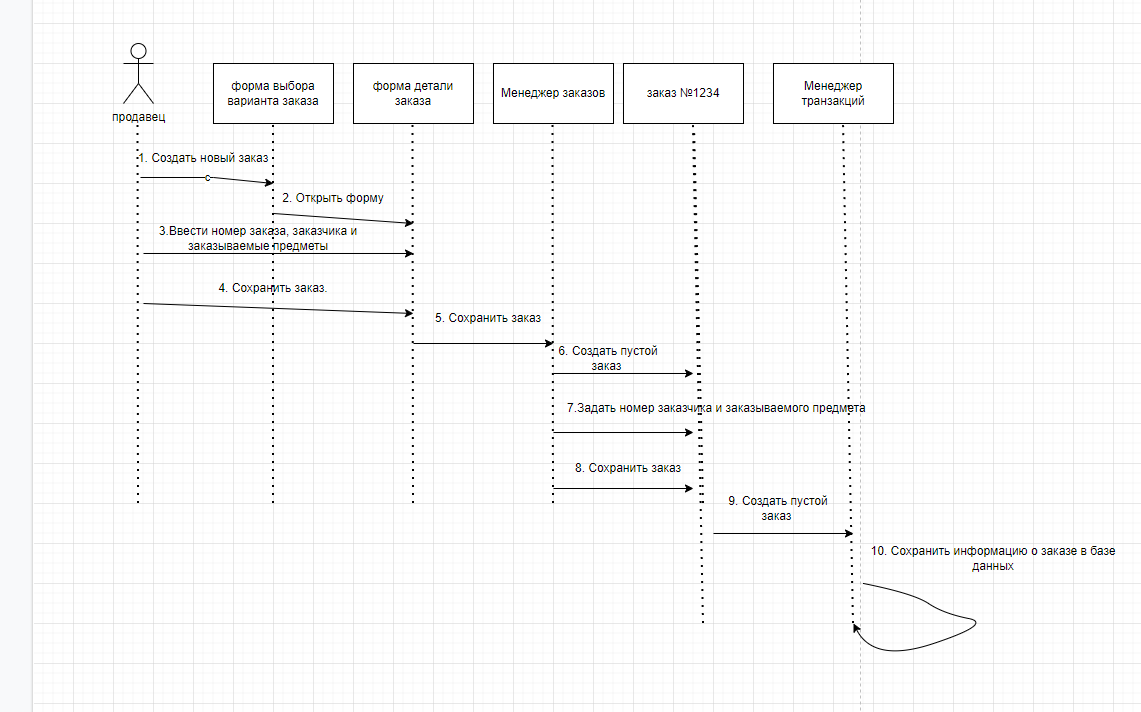 продавец
форма выбора
варианта заказа
форма детали
заказа
Менеджер заказов
заказ №1234
Менеджер
транзакций
1. Создать новый заказ
с
2. Открыть форму
3.Ввести номер заказа, заказчика и
заказываемые предметы
4. Сохранить заказ.
5. Сохранить заказ
6. Создать пустой
заказ
7.Задать номер заказчика и заказываемого предмета
8. Сохранить заказ
9. Создать пустой
заказ
10. Сохранить информацию о заказе в базе
данных